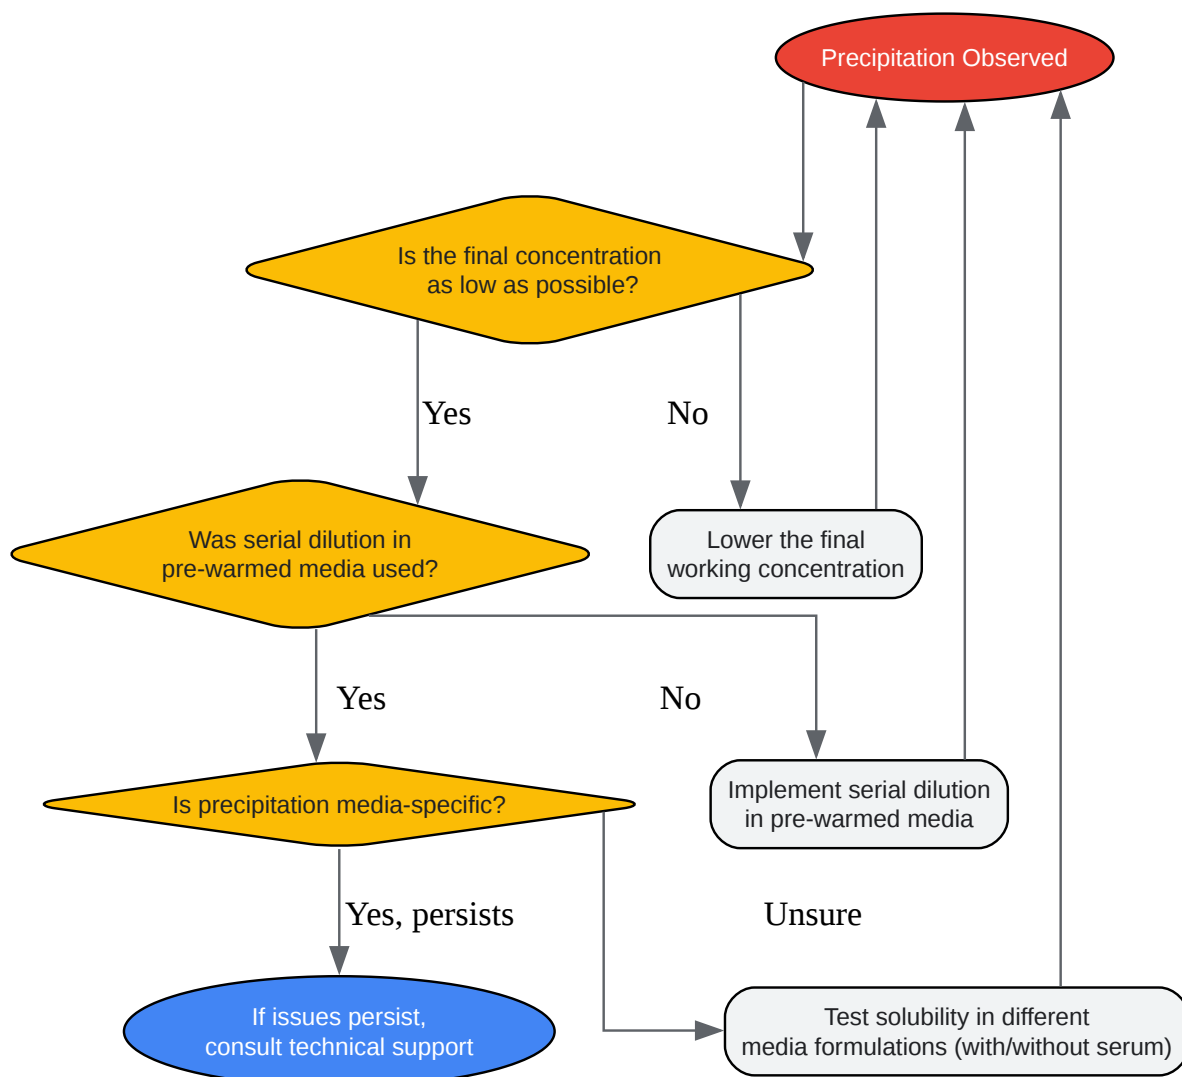 Precipitation Observed
Is the final concentration
as low as possible?
Yes
No
Was serial dilution in
pre-warmed media used?
Lower the final
working concentration
Yes
No
Is precipitation media-specific?
Implement serial dilution
in pre-warmed media
Yes, persists
Unsure
If issues persist,
consult technical support
Test solubility in different
media formulations (with/without serum)